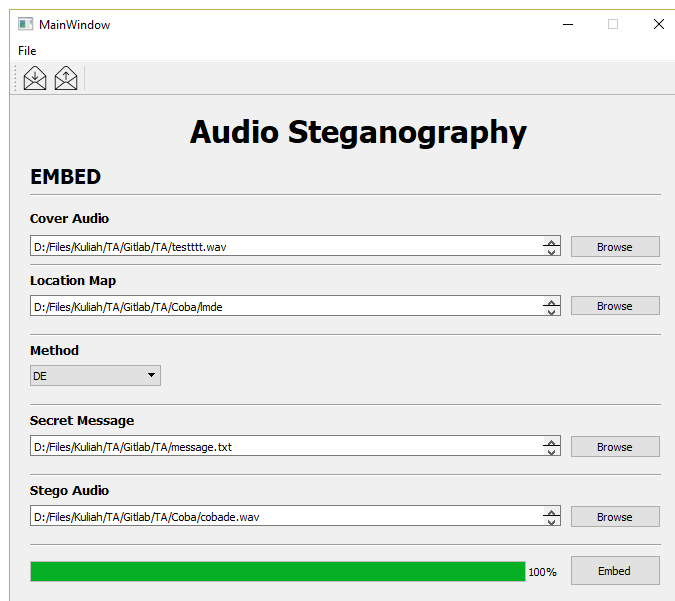 MainWindow
File
Audio Steganography
EMBED
Cover Audio
D:/Files/Kuliah/TA/Gitlab/TA/testttt.wav
Browse
Location Map
D:/Files/Kuliah/TA/Gitlab/TA/Coba/lmde
Browse
Method
DE
Secret Message
D:/Files/Kuliah/TA/Gitlab/TA/message.txt
Browse
Stego Audio
D:/Files/Kuliah/TA/Gitlab/TA/Coba/cobade.wav
Browse
100%
Embed